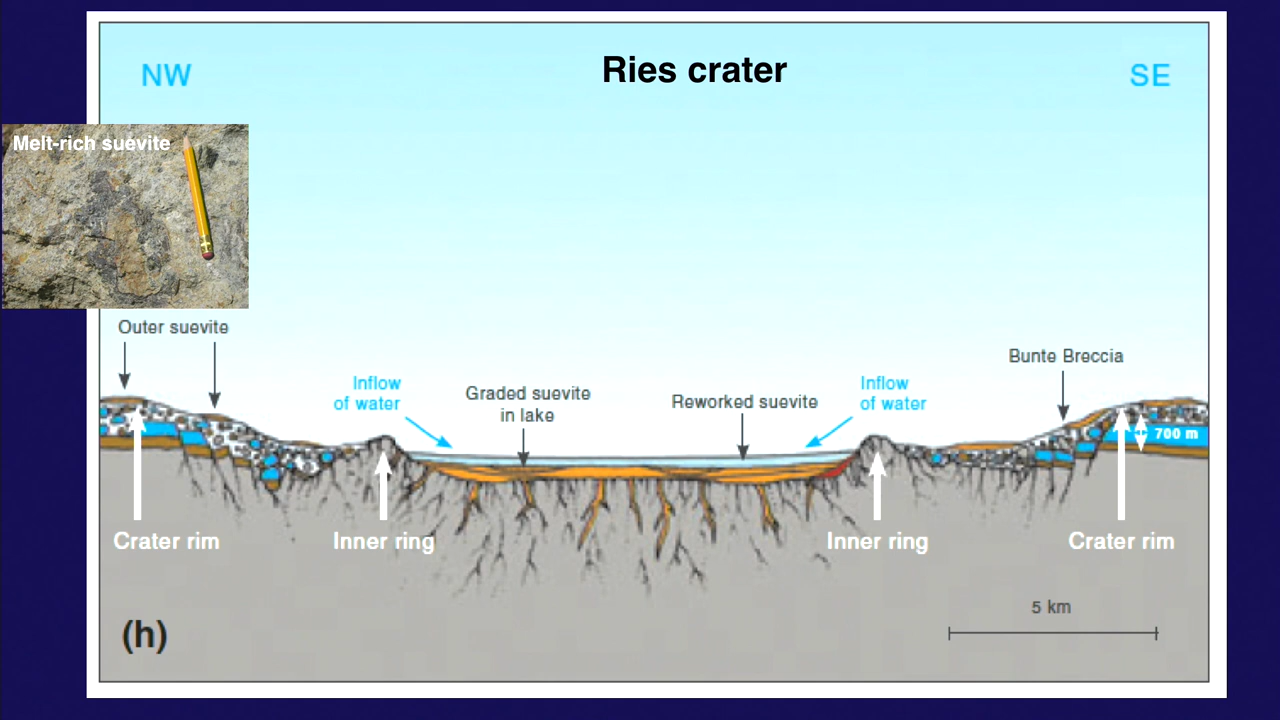 Ries crater
NW
SE
Melt-rich suevite
Outer suevite
Inflow
of water
Graded suevite
in lake
Reworked suevite
Inflow
of water
Bunte Breccia
700 m
Crater rim
Inner ring
Inner ring
Crater rim
5 km
(h)